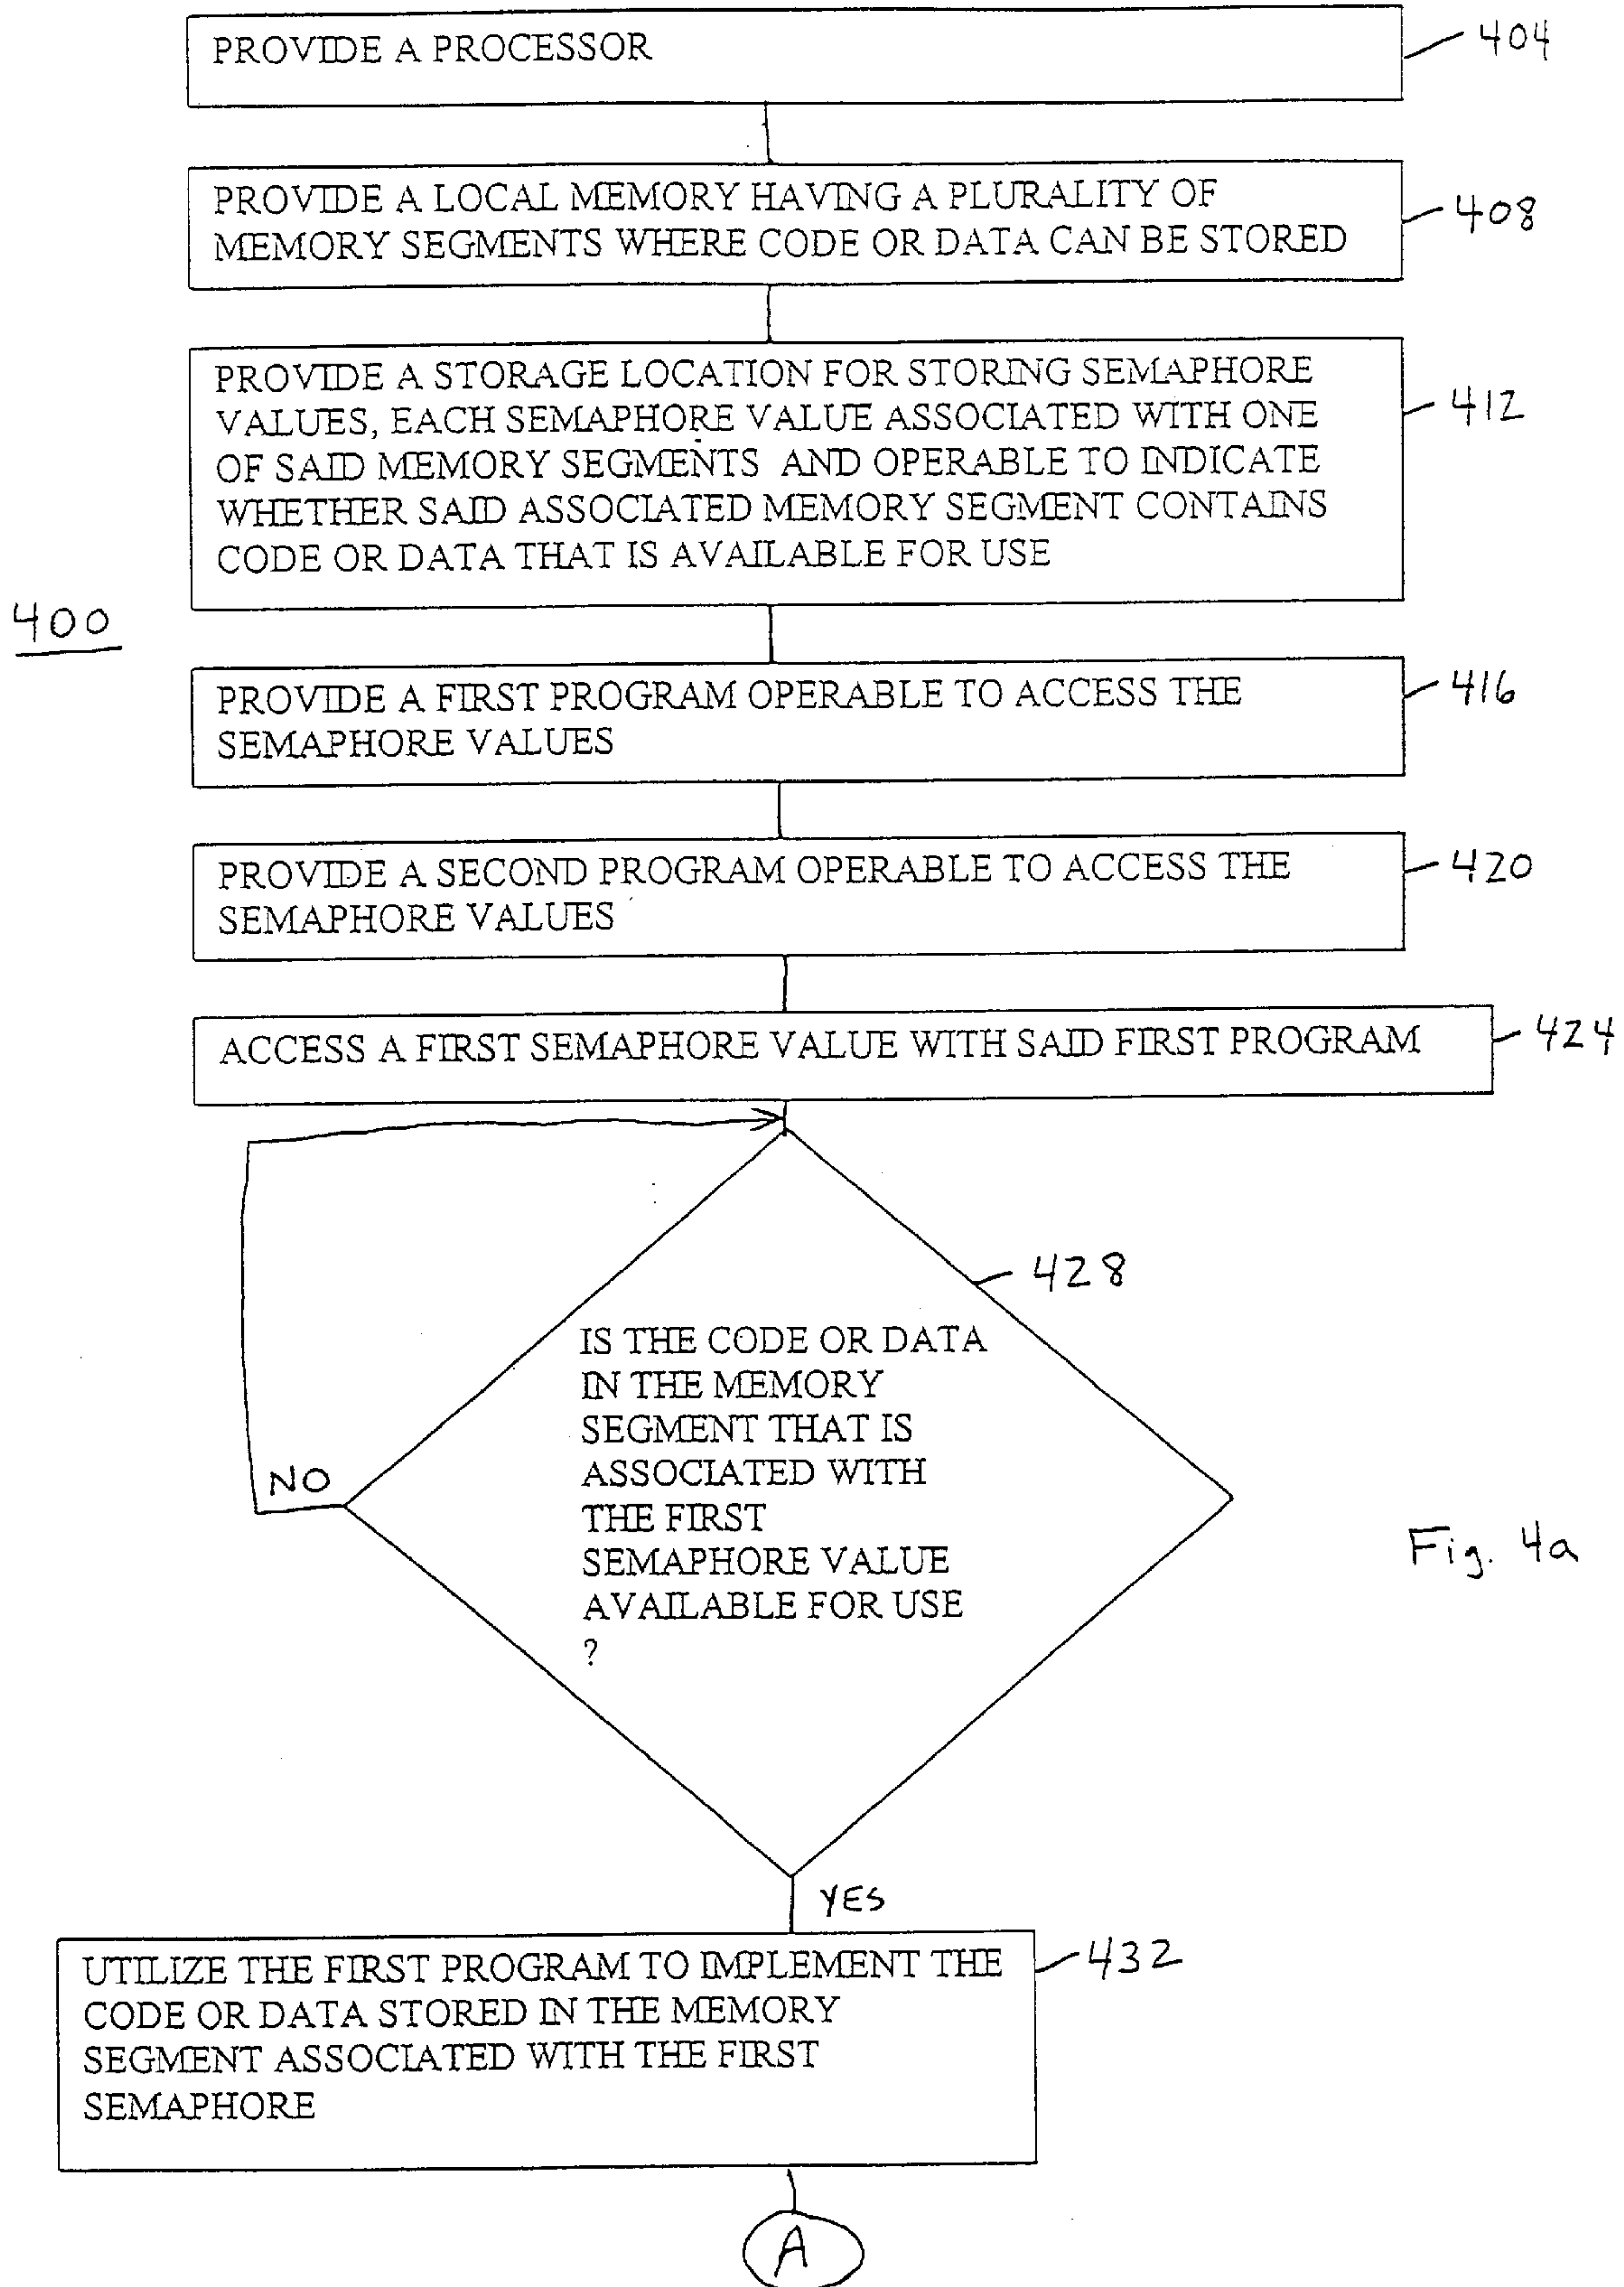 PROVIDE A PROCESSOR
404
PROVIDE A LOCAL MEMORY HAVING A PLURALITY OF
MEMORY SEGMENTS WHERE CODE OR DATA CAN BE STORED
408
PROVIDE A STORAGE LOCATION FOR STORING SEMAPHORE
VALUES, EACH SEMAPHORE VALUE ASSOCIATED WITH ONE
OF SAID MEMORY SEGMENTS AND OPERABLE TO INDICATE
WHETHER SAID ASSOCIATED MEMORY SEGMENT CONTAINS
CODE OR DATA THAT IS AVAILABLE FOR USE
412
400
PROVIDE A FIRST PROGRAM OPERABLE TO ACCESS THE
SEMAPHORE VALUES
416
PROVIDE A SECOND PROGRAM OPERABLE TO ACCESS THE
SEMAPHORE VALUES
420
ACCESS A FIRST SEMAPHORE VALUE WITH SAID FIRST PROGRAM
424
428
IS THE CODE OR DATA
IN THE MEMORY
SEGMENT THAT IS
ASSOCIATED WITH
THE FIRST
SEMAPHORE VALUE
AVAILABLE FOR USE
?
NO
Fig. 4a
YES
UTILIZE THE FIRST PROGRAM TO IMPLEMENT THE
CODE OR DATA STORED IN THE MEMORY
SEGMENT ASSOCIATED WITH THE FIRST
SEMAPHORE
432
A